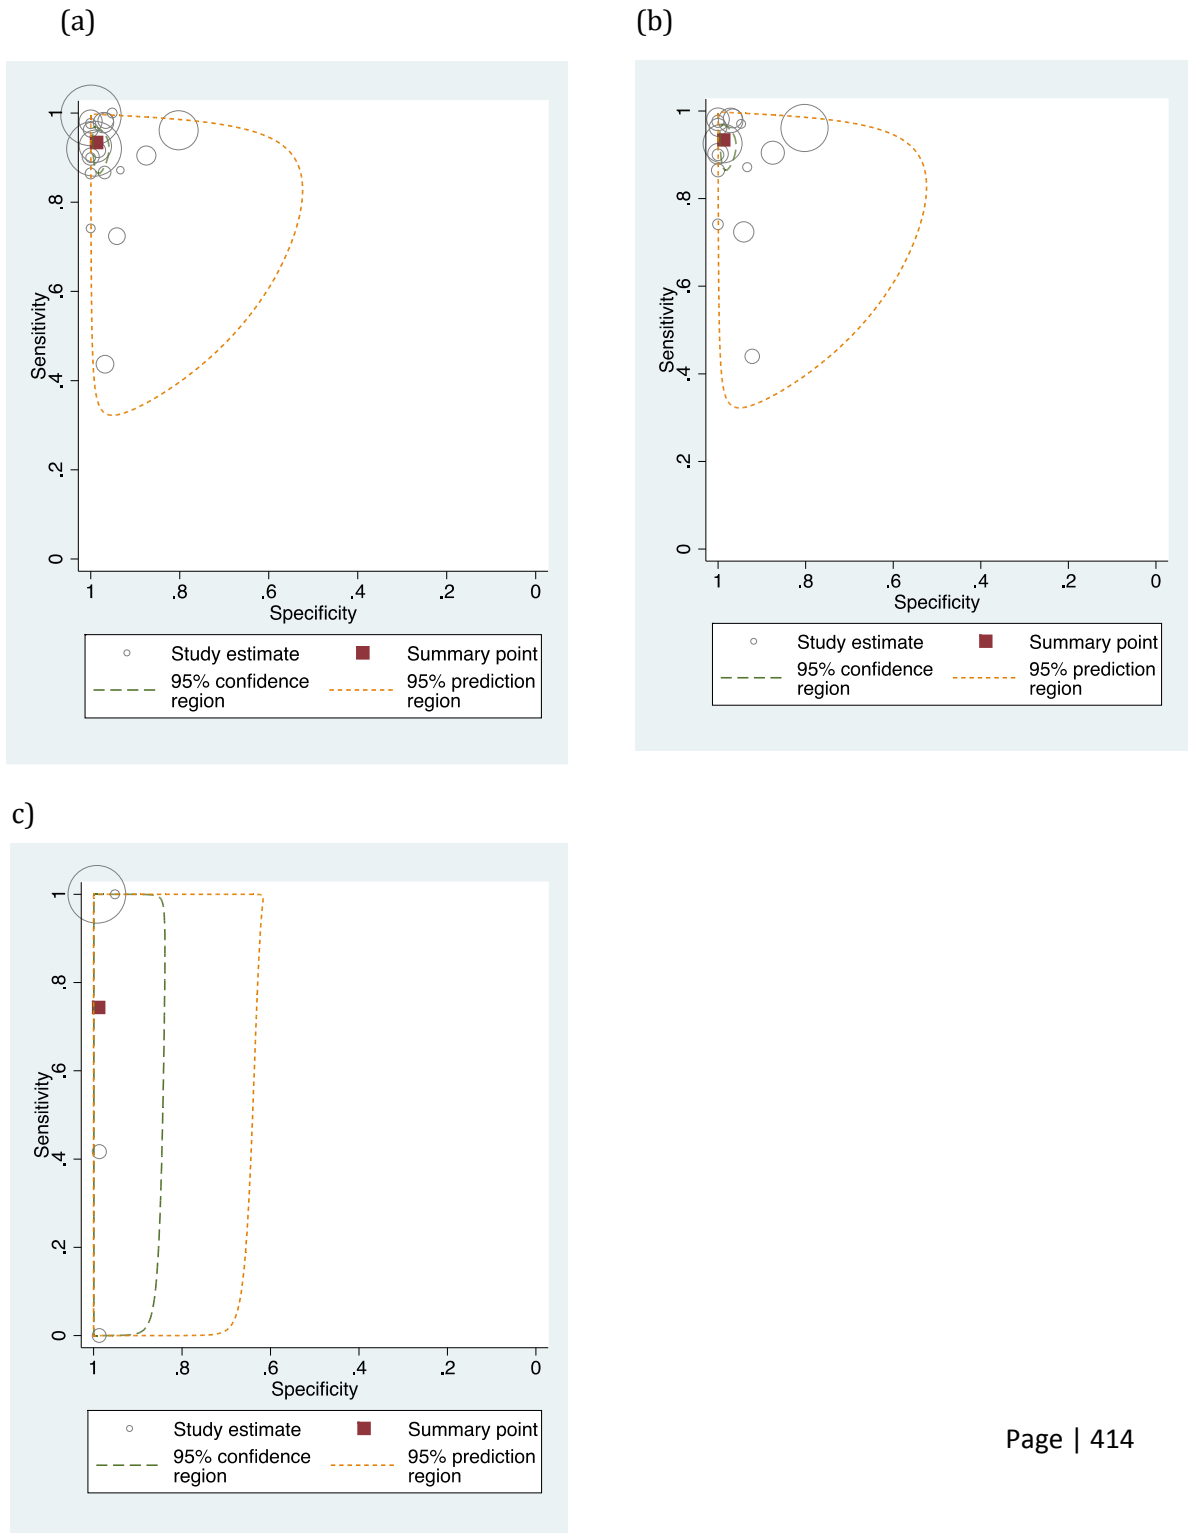 (a)
(b)
Sensitivity
1
.8
.6
.4
.2
0
1
.8
.6
.4
.2
0
Specificity
Study estimate
Summary point
95% confidence
region
95% prediction
region
Sensitivity
1
.8
.6
.4
.2
0
1
.8
.6
.4
.2
0
Specificity
Study estimate
Summary point
95% confidence
region
95% prediction
region
c)
Sensitivity
1
.8
.6
.4
.2
0
1
.8
.6
.4
.2
0
Specificity
Study estimate
Summary point
95% confidence
region
95% prediction
region
Page | 414